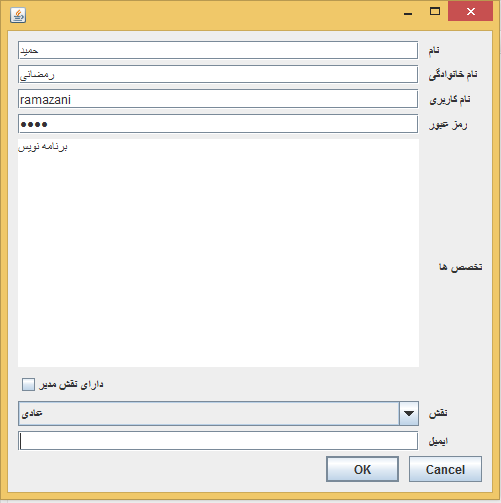 نام حمید
نام خانوادگی رمضانی
نام کاربری ramazani
رمز عبور ●●●●
برنامه نویس
تخصص ها
دارای نقش مدیر
نقش عادی
ایمیل
OK Cancel